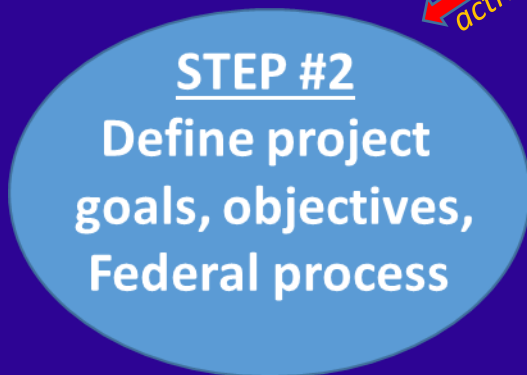 STEP #2
Define project
goals, objectives,
Federal process